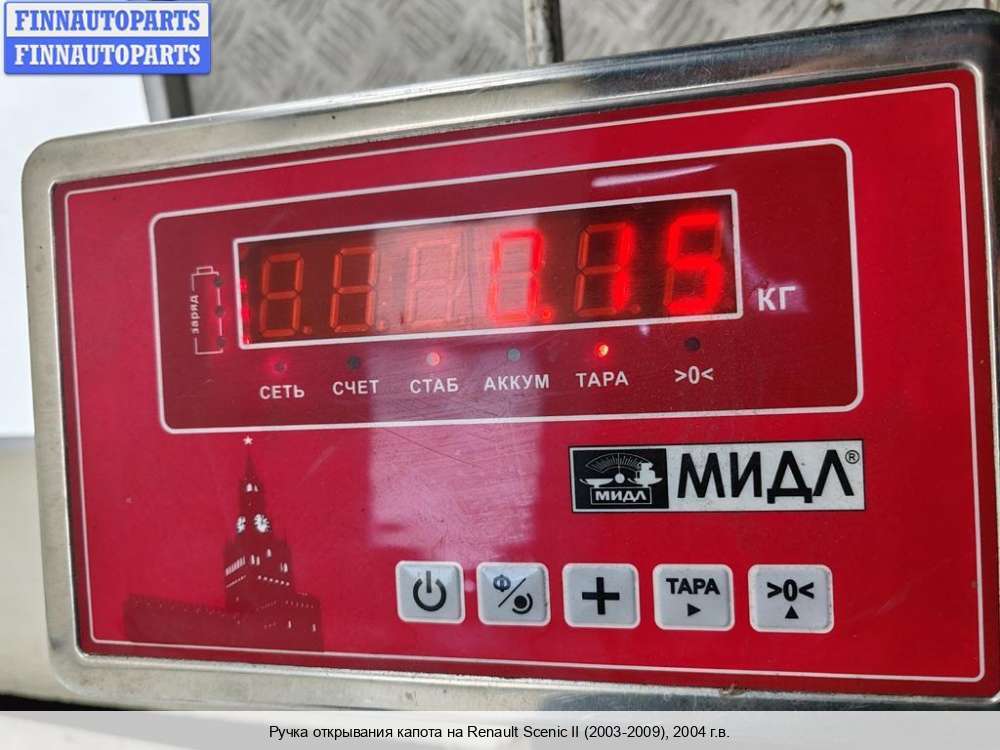 FINNAUTOPARTS
FINNAUTOPARTS
заряд
0.15
КГ
СЕТЬ СЧЕТ СТАБ АККУМ ТАРА >0<
МИДЛ
МИДЛ®
Ф
+
ТАРА
>0<
Ручка открывания капота на Renault Scenic II (2003-2009), 2004 г.в.